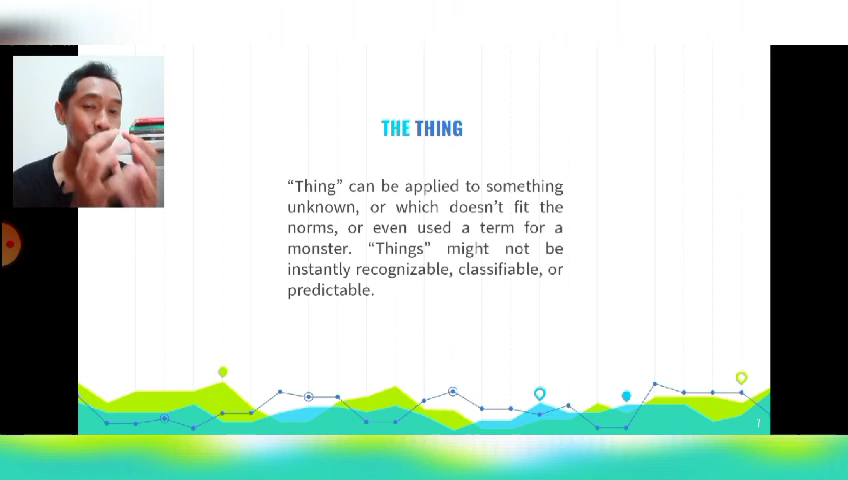 THE THING
“Thing” can be applied to something
unknown, or which doesn’t fit the
norms, or even used a term for a
monster. “Things” might not be
instantly recognizable, classifiable, or
predictable.
7